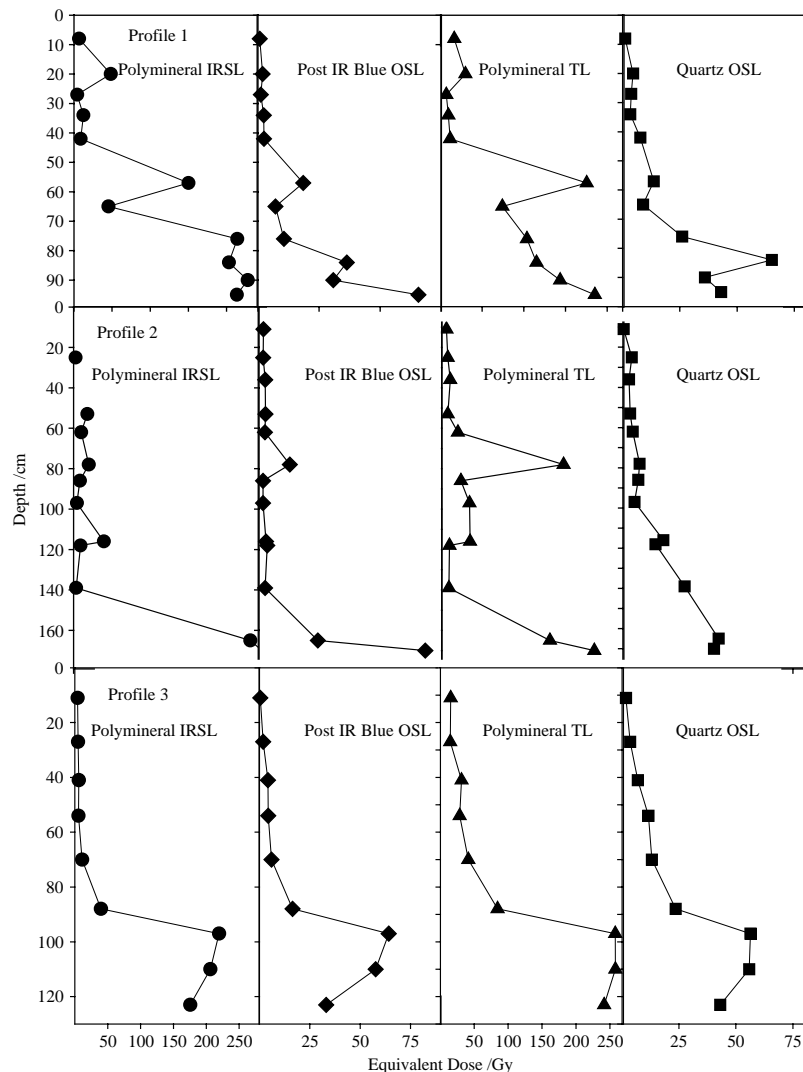 0
Profile 1
10
Polymineral IRSL
Post IR Blue OSL
Polymineral TL
Quartz OSL
20
30
40
50
60
70
80
90
0
Profile 2
20
Polymineral IRSL
Post IR Blue OSL
Polymineral TL
Quartz OSL
40
60
80
Depth /cm
100
120
140
160
0
Profile 3
Polymineral IRSL
Post IR Blue OSL
Polymineral TL
Quartz OSL
20
40
60
80
100
120
50 100 150 200 250
25 50 75
50 100 150 200 250
25 50 75
Equivalent Dose /Gy